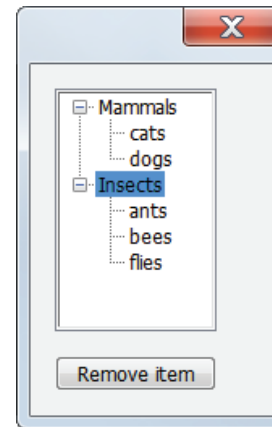 Mammals
cats
dogs
Insects
ants
bees
flies
Remove item